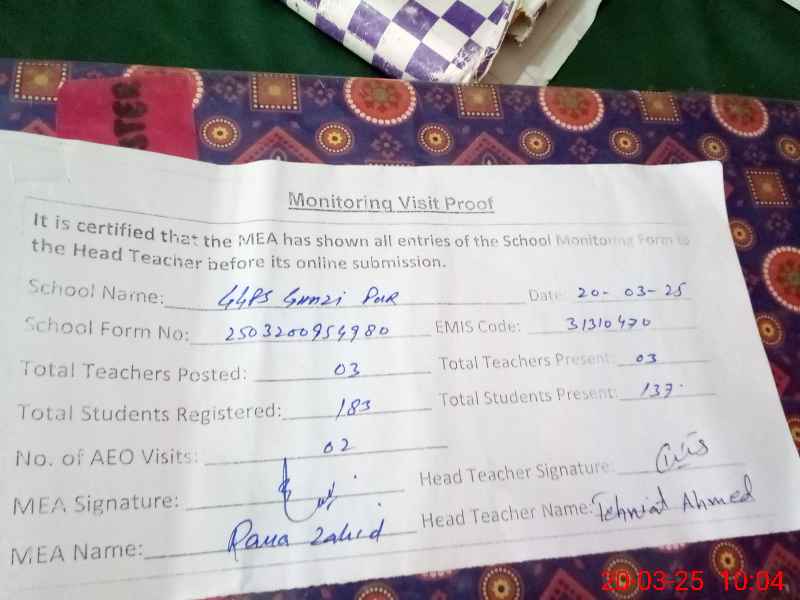 STER
Monitoring Visit Proof
It is certified that the MEA has shown all entries of the School Monitoring Form to
the Head Teacher before its online submission.
School Name: GGPS Gunzi Pur Date: 20-03-25
School Form No: 2503200954980 EMIS Code: 31310470
Total Teachers Posted: 03 Total Teachers Present: 03
Total Students Registered: 183 Total Students Present: 137
No. of AEO Visits: 02
MEA Signature: Head Teacher Signature:
MEA Name: Rana Zahid Head Teacher Name: Tehniat Ahmed
20-03-25 10:04